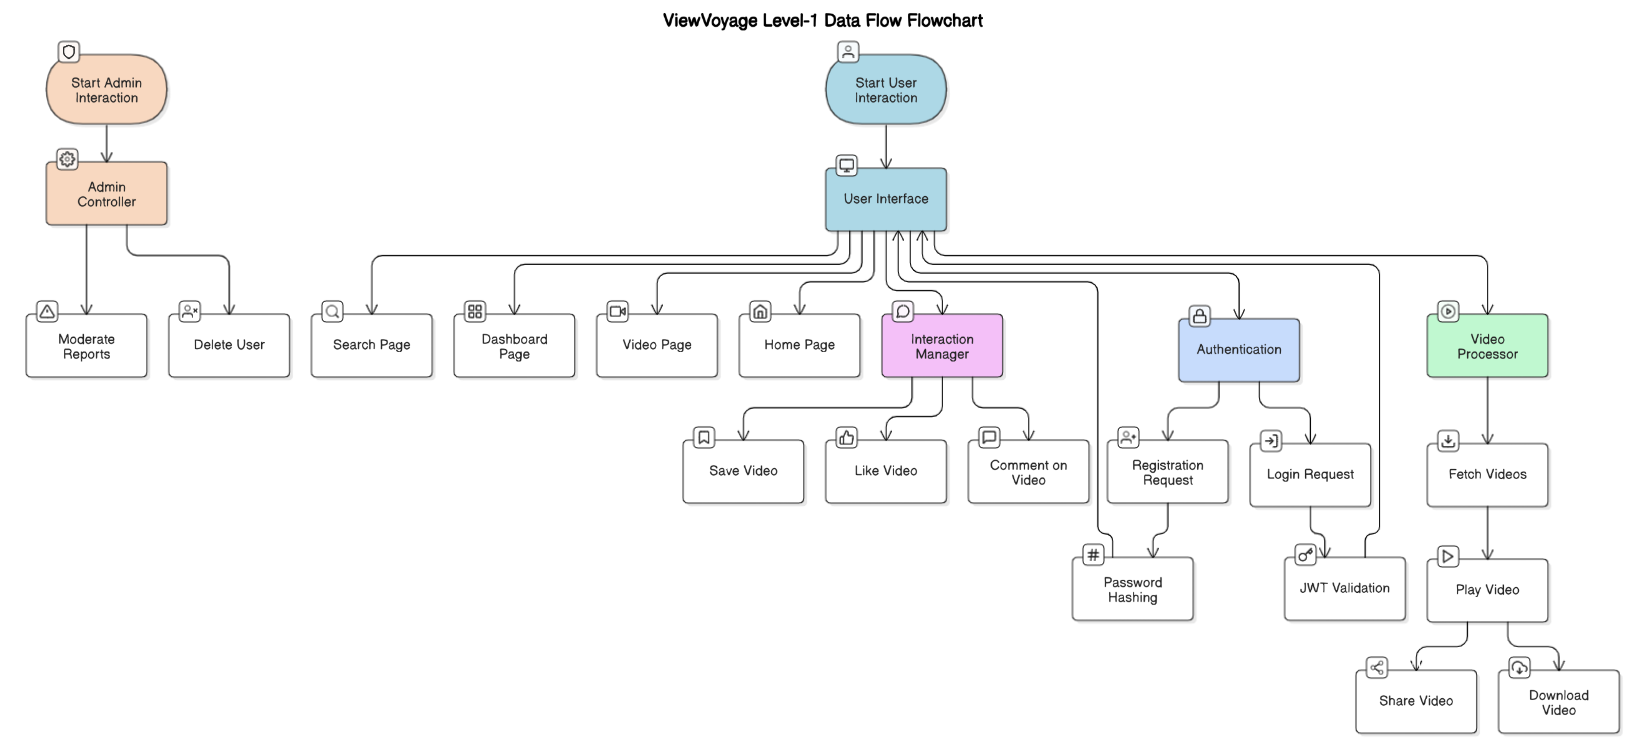 ViewVoyage Level-1 Data Flow Flowchart
Start Admin
Interaction
Start User
Interaction
Admin
Controller
User Interface
Moderate
Reports
Delete User
Search Page
Dashboard
Page
Video Page
Home Page
Interaction
Manager
Authentication
Video
Processor
Save Video
Like Video
Comment on
Video
Registration
Request
Login Request
Fetch Videos
#
Password
Hashing
JWT Validation
Play Video
Share Video
Download
Video